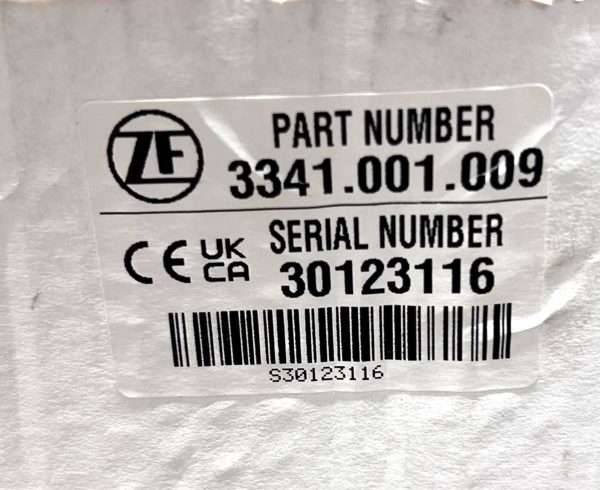 ZF
PART NUMBER
3341.001.009
CE UK CA
SERIAL NUMBER
30123116
S30123116